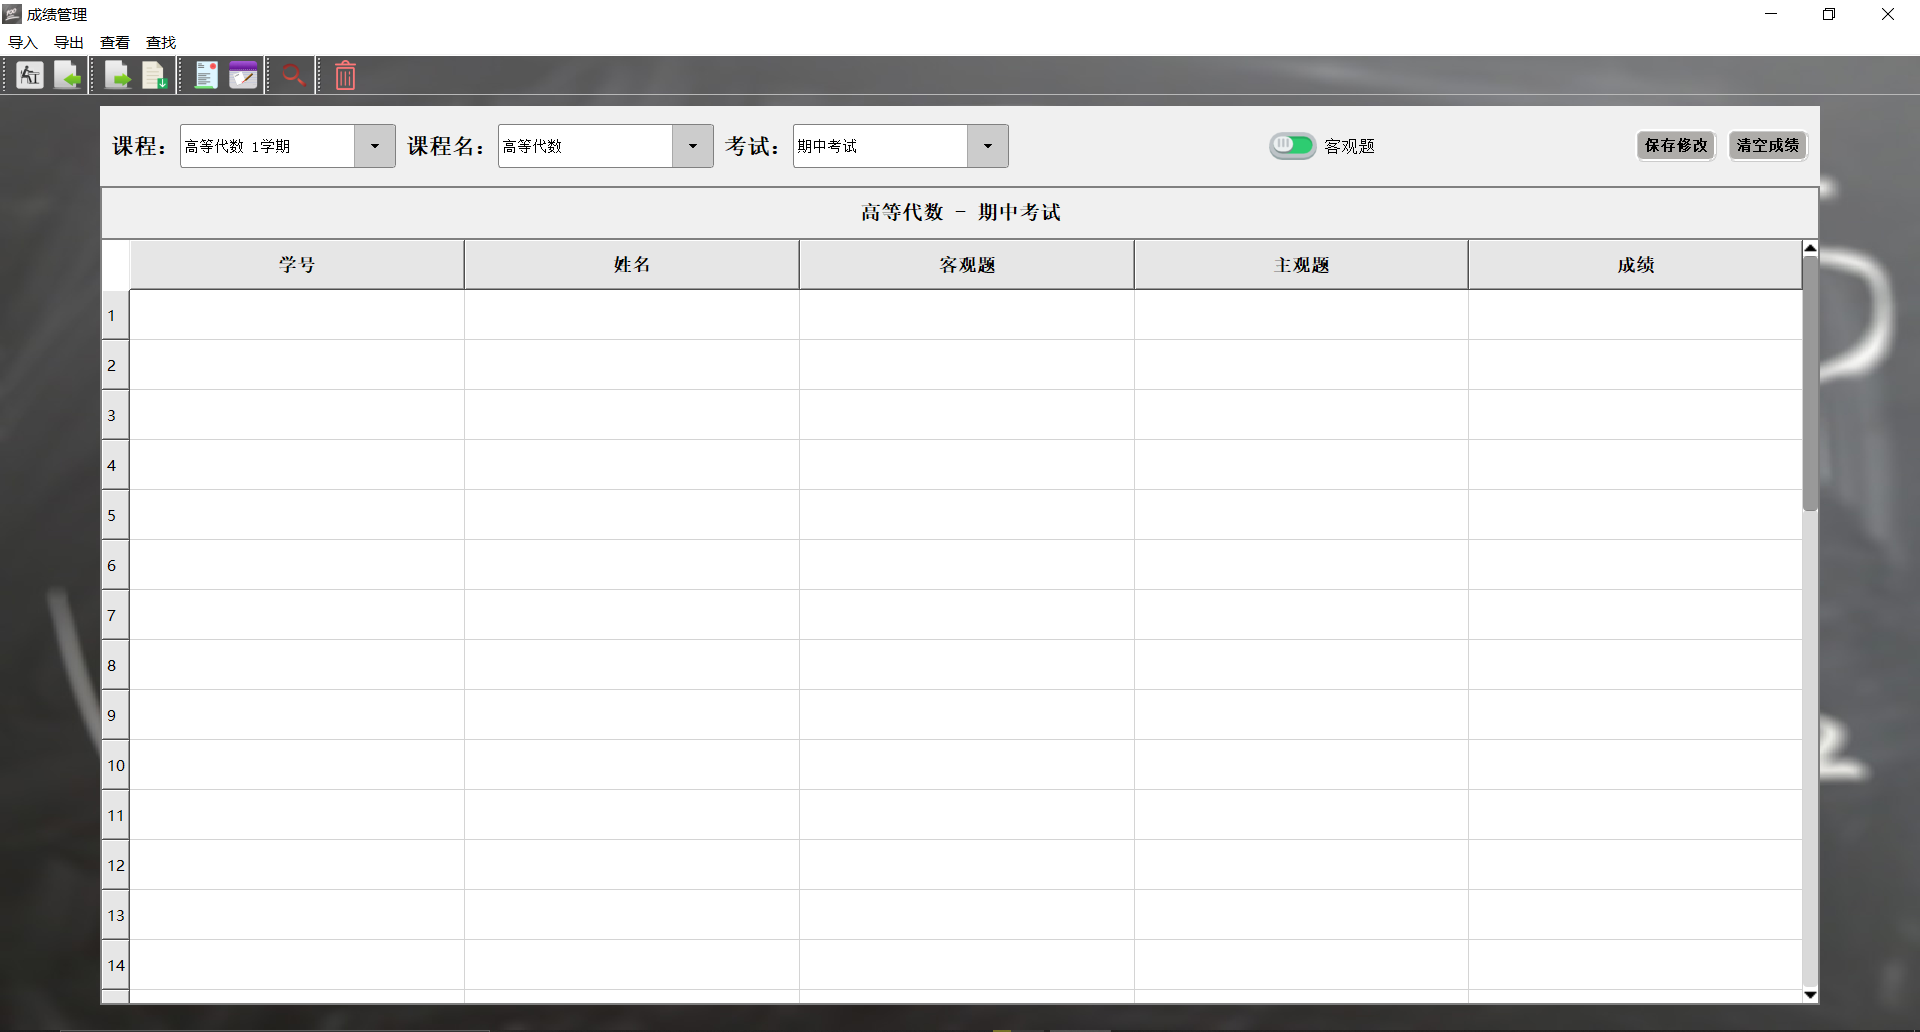 成绩管理
导入 导出 查看 查找
课程： 高等代数 1学期 课程名： 高等代数 考试： 期中考试 客观题 保存修改 清空成绩
高等代数 - 期中考试
学号 姓名 客观题 主观题 成绩
1
2
3
4
5
6
7
8
9
10
11
12
13
14